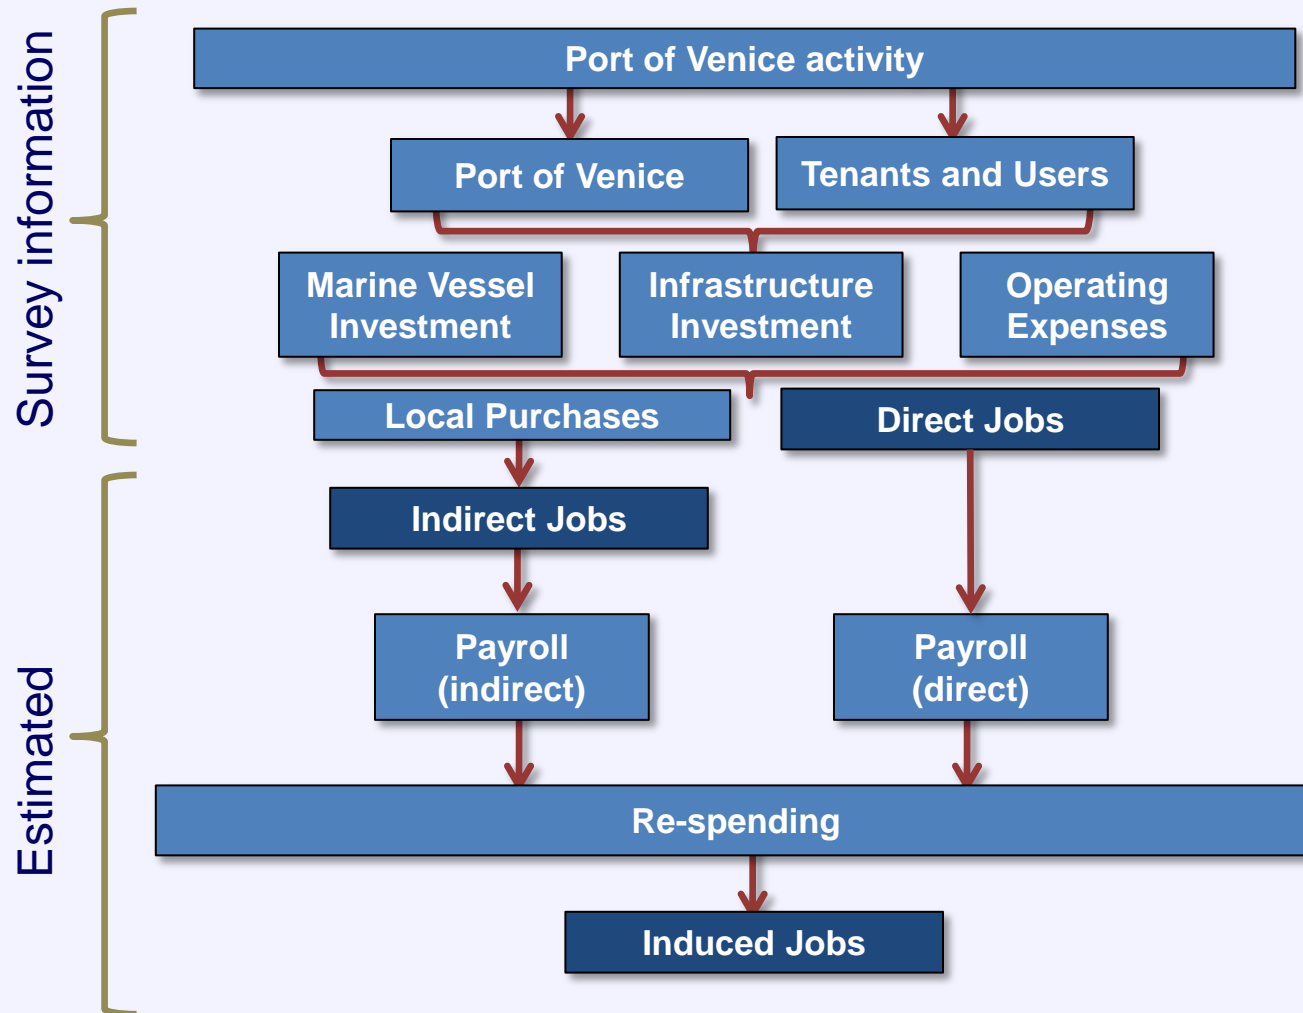 Survey information
Port of Venice activity
Port of Venice
Tenants and Users
Marine Vessel
Investment
Infrastructure
Investment
Operating
Expenses
Local Purchases
Direct Jobs
Estimated
Indirect Jobs
Payroll
(indirect)
Payroll
(direct)
Re-spending
Induced Jobs